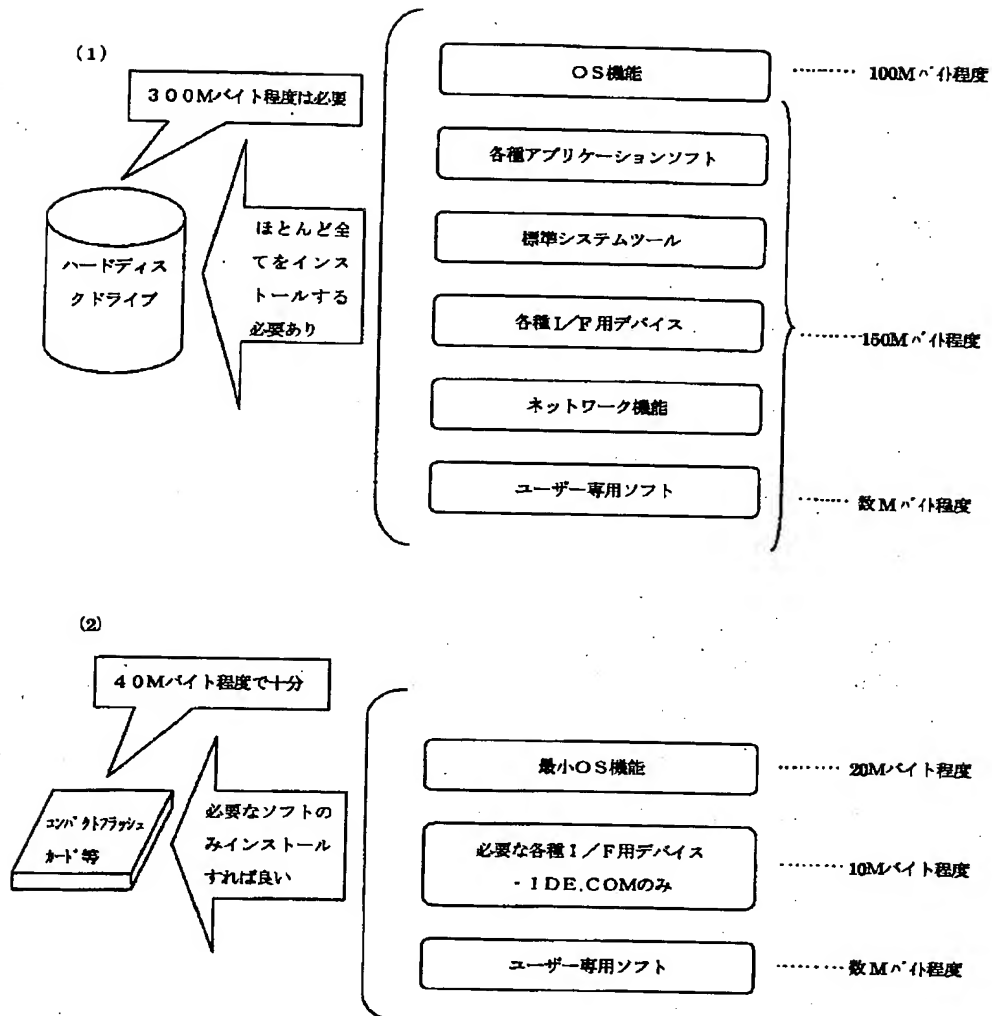 (1)
300Mバイト程度は必要
ハードディス
クドライブ
ほとんど全
てをインス
トールする
必要あり
OS機能
100Mバイト程度
各種アプリケーションソフト
標準システムツール
各種I/F用デバイス
150Mバイト程度
ネットワーク機能
ユーザー専用ソフト
数Mバイト程度
(2)
40Mバイト程度で十分
コンパクトフラッシュ
カード等
必要なソフトの
みインストール
すれば良い
最小OS機能
20Mバイト程度
必要な各種I/F用デバイス
・IDE.COMのみ
10Mバイト程度
ユーザー専用ソフト
数Mバイト程度